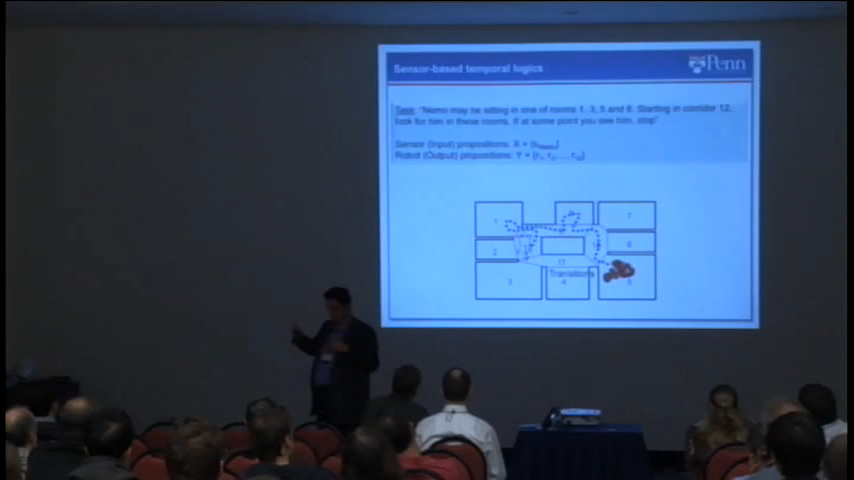 Sensor-based temporal logics
Penn
Task: "Nemo may be sitting in one of rooms 1, 3, 5 and 8. Starting in corridor 12,
look for him in these rooms. If at some point you see him, stop"
Sensor (Input) propositions: X =
Robot (Output) propositions: Y =
1
7
2
6
11
Transitions
3
4
5